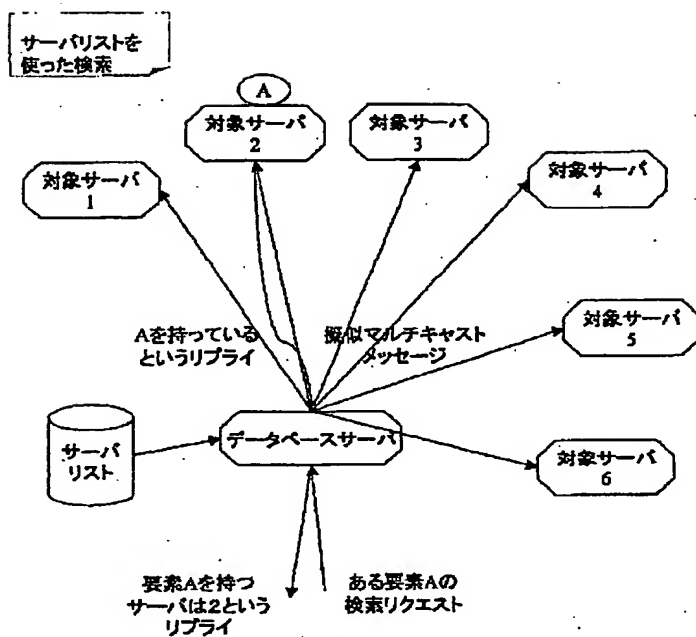 サーバリストを
使った検索
A
対象サーバ
2
対象サーバ
3
対象サーバ
1
対象サーバ
4
Aを持っている
というリプライ
擬似マルチキャスト
メッセージ
対象サーバ
5
サーバ
リスト
データベースサーバ
対象サーバ
6
要素Aを持つ
サーバは2という
リプライ
ある要素Aの
検索リクエスト